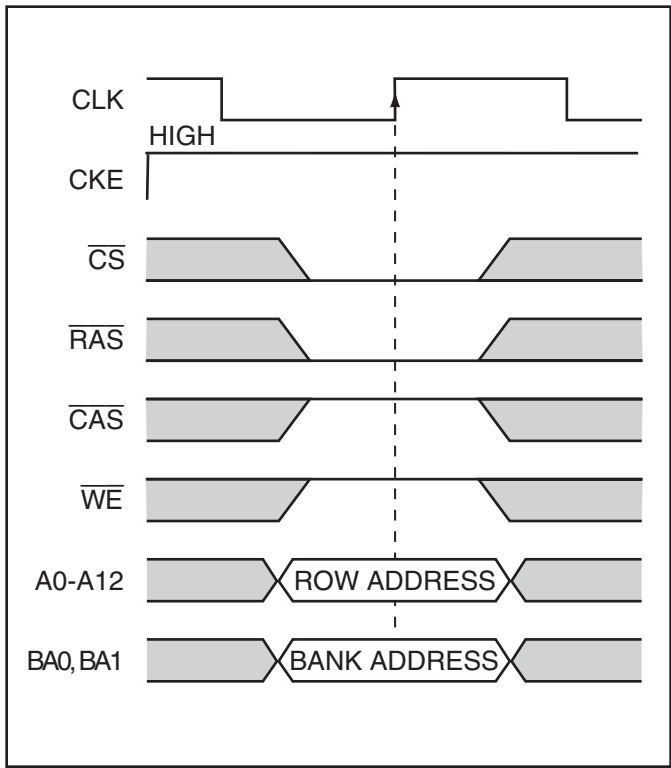 CLK
HIGH
CKE
CS
RAS
CAS
WE
A0-A12 ROW ADDRESS
BA0, BA1 BANK ADDRESS